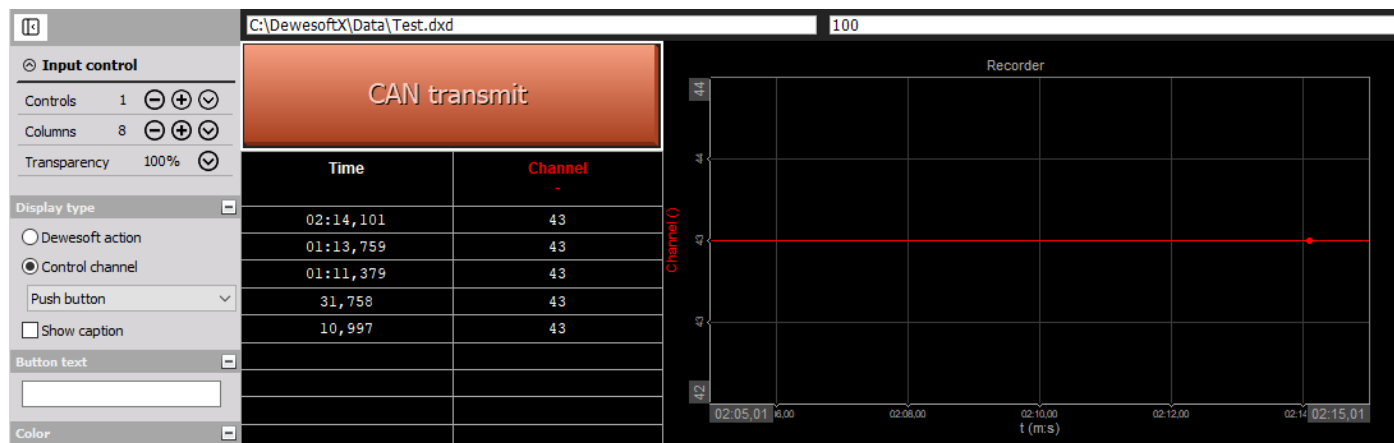 C:\DewesoftX\Data\Test.dxd
100
Input control
Controls 1
Columns 8
Transparency 100%
Display type
Dewesoft action
Control channel
Push button
Show caption
Button text
Color
CAN transmit
Time Channel
-
02:14,101 43
01:13,759 43
01:11,379 43
31,758 43
10,997 43
Recorder
44
44
43
43
42
Channel ()
02:05,01 02:08,00 02:10,00 02:12,00 02:15,01
t (m:s)